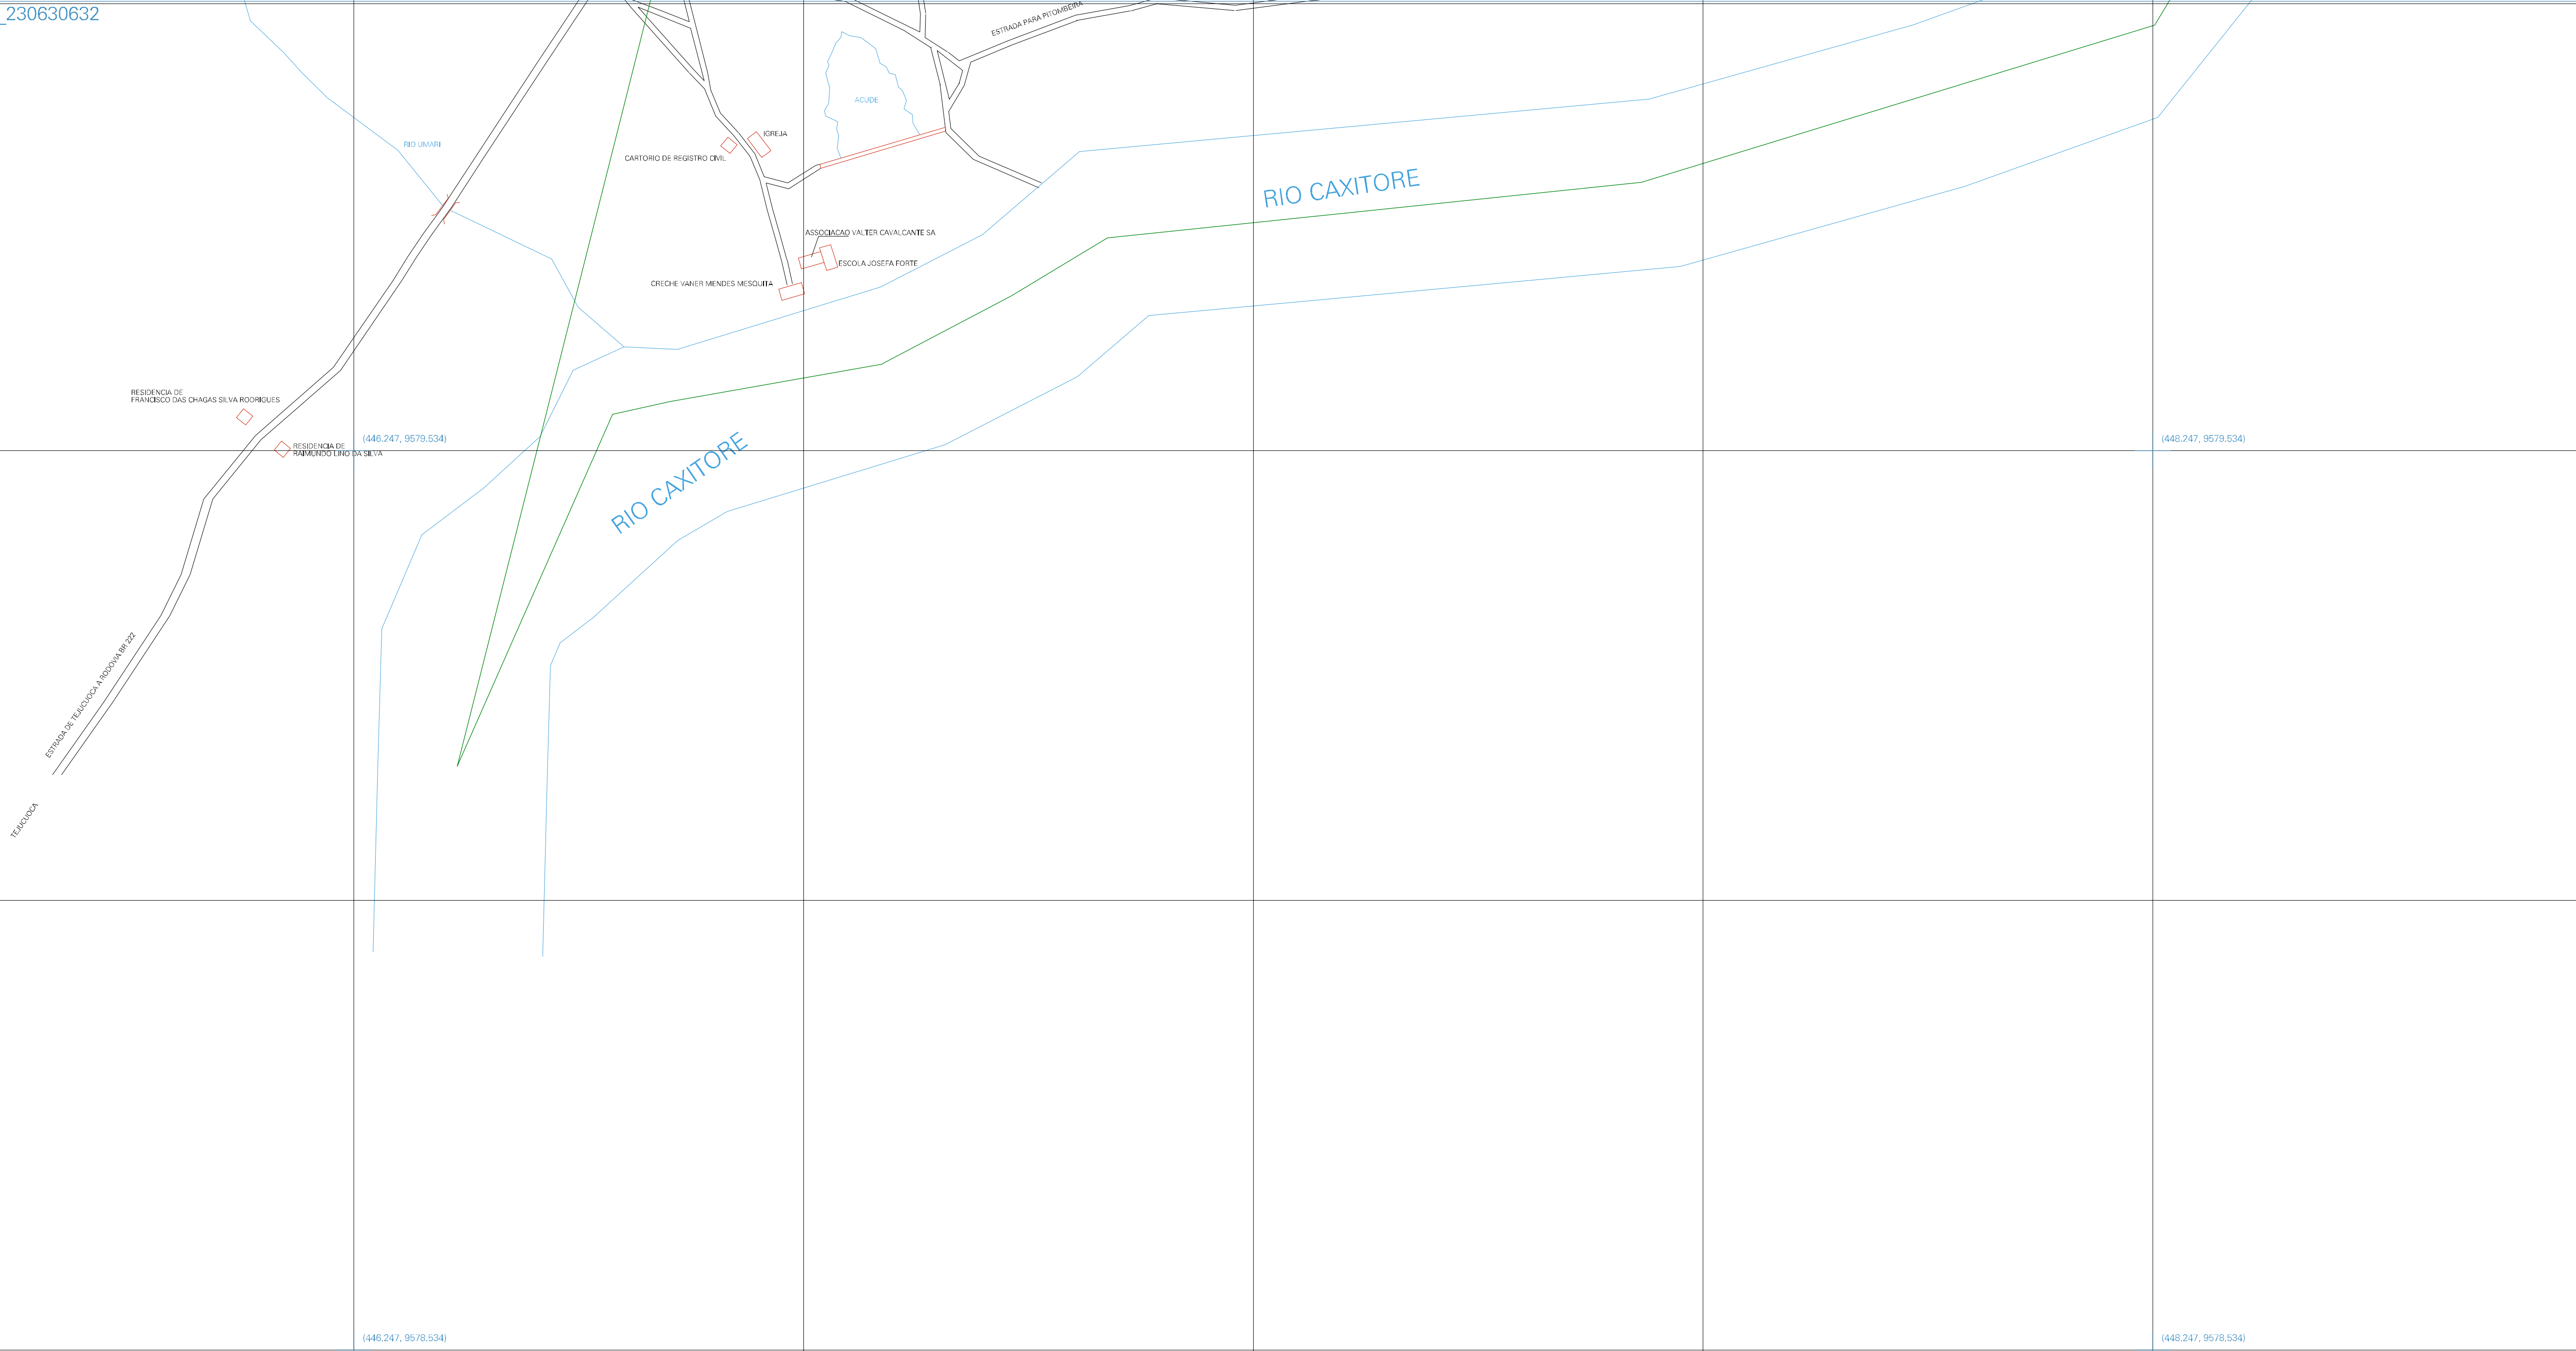 _230630632
ESTRADA PARA PITOMBEIRA
ACUDE
IGREJA
RIO UMARI
CARTORIO DE REGISTRO CIVIL
RIO CAXITORE
ASSOCIACAO VALTER CAVALCANTE SA
ESCOLA JOSEFA FORTE
CRECHE VANER MENDES MESQUITA
RESIDENCIA DE
FRANCISCO DAS CHAGAS SILVA RODRIGUES
RESIDENCIA DE
RAIMUNDO LINO DA SILVA
(446.247, 9579.534)
(448.247, 9579.534)
RIO CAXITORE
ESTRADA DE TEJUCUOCA A RODOVIA BR 222
TEJUCUOCA
(446.247, 9578.534)
(448.247, 9578.534)